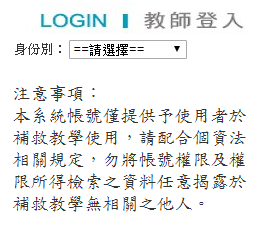 LOGIN | 教師登入
身份別： ==請選擇==
注意事項：
本系統帳號僅提供予使用者於
補救教學使用，請配合個資法
相關規定，勿將帳號權限及權
限所得檢索之資料任意揭露於
補救教學無相關之他人。